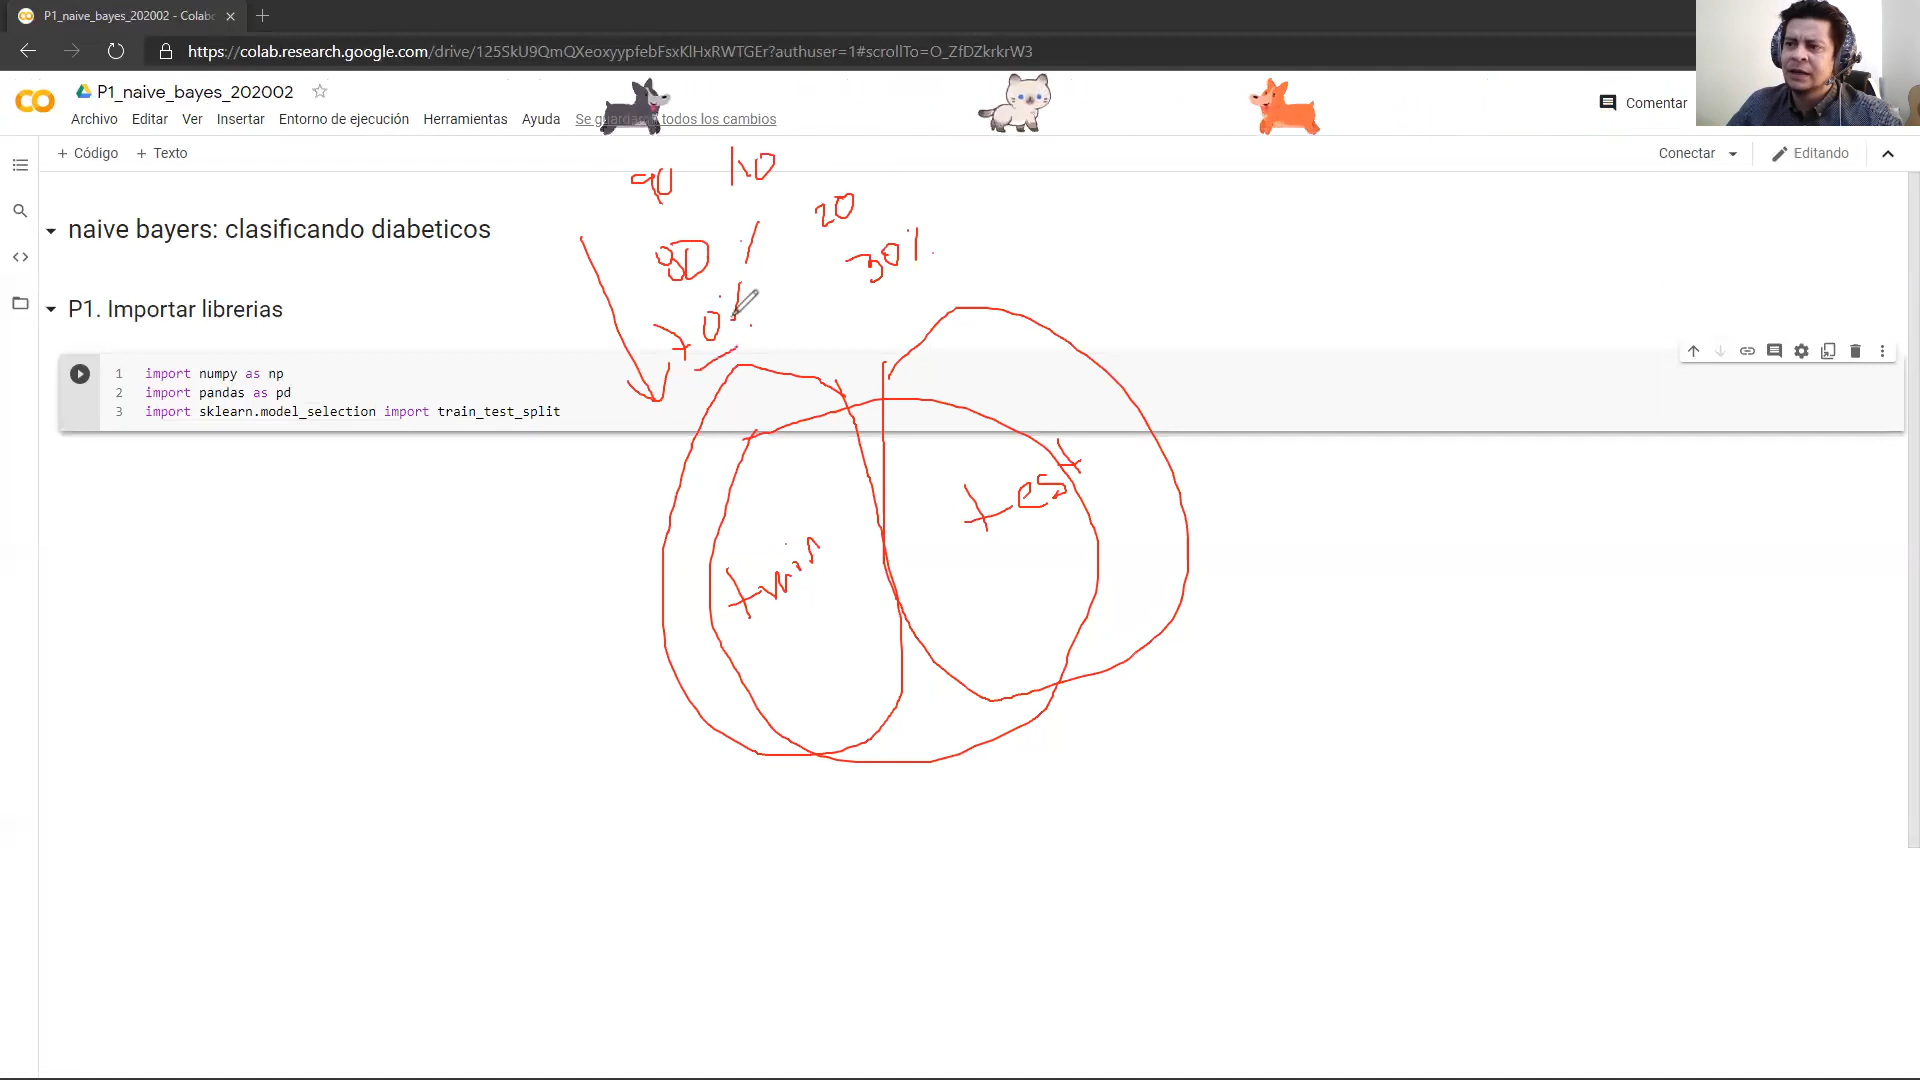 P1_naive_bayes_202002 - Colab
https://colab.research.google.com/drive/125SkU9QmQXeoxyypfebFsxKlHxRWTGEr?authuser=1#scrollTo=O_ZfDZkrkrW3
P1_naive_bayes_202002
Comentar
Archivo Editar Ver Insertar Entorno de ejecución Herramientas Ayuda Se guardaron todos los cambios
+ Código + Texto
Conectar Editando
90 10
20
naive bayers: clasificando diabeticos
80 %
30%
P1. Importar librerias
70%
1 import numpy as np
2 import pandas as pd
3 import sklearn.model_selection import train_test_split
test
train